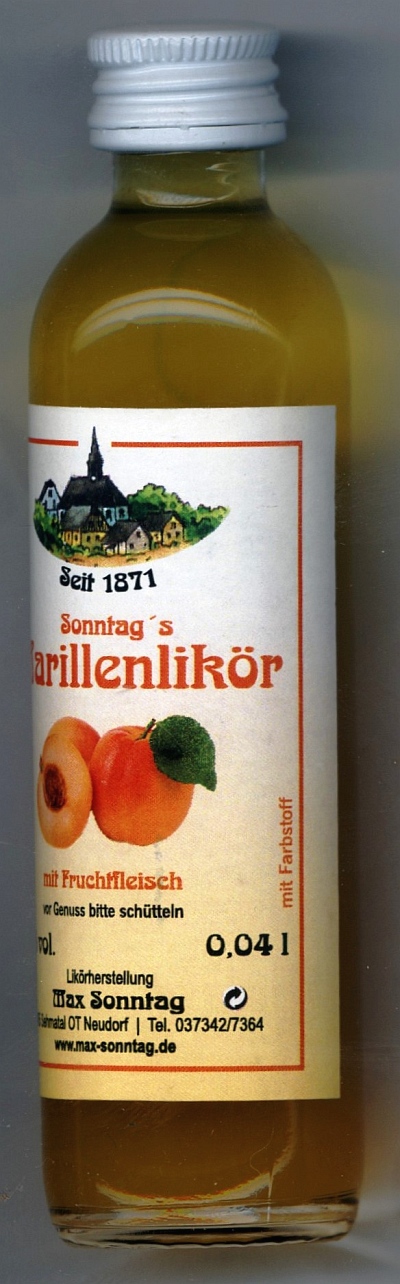 Seit 1871
Sonntag´s
arillenlikör
mit Fruchtfleisch
vor Genuss bitte schütteln
vol.
0,04 l
Likörherstellung
Max Sonntag
Sehmatal OT Neudorf | Tel. 037342/7364
www.max-sonntag.de
mit Farbstoff